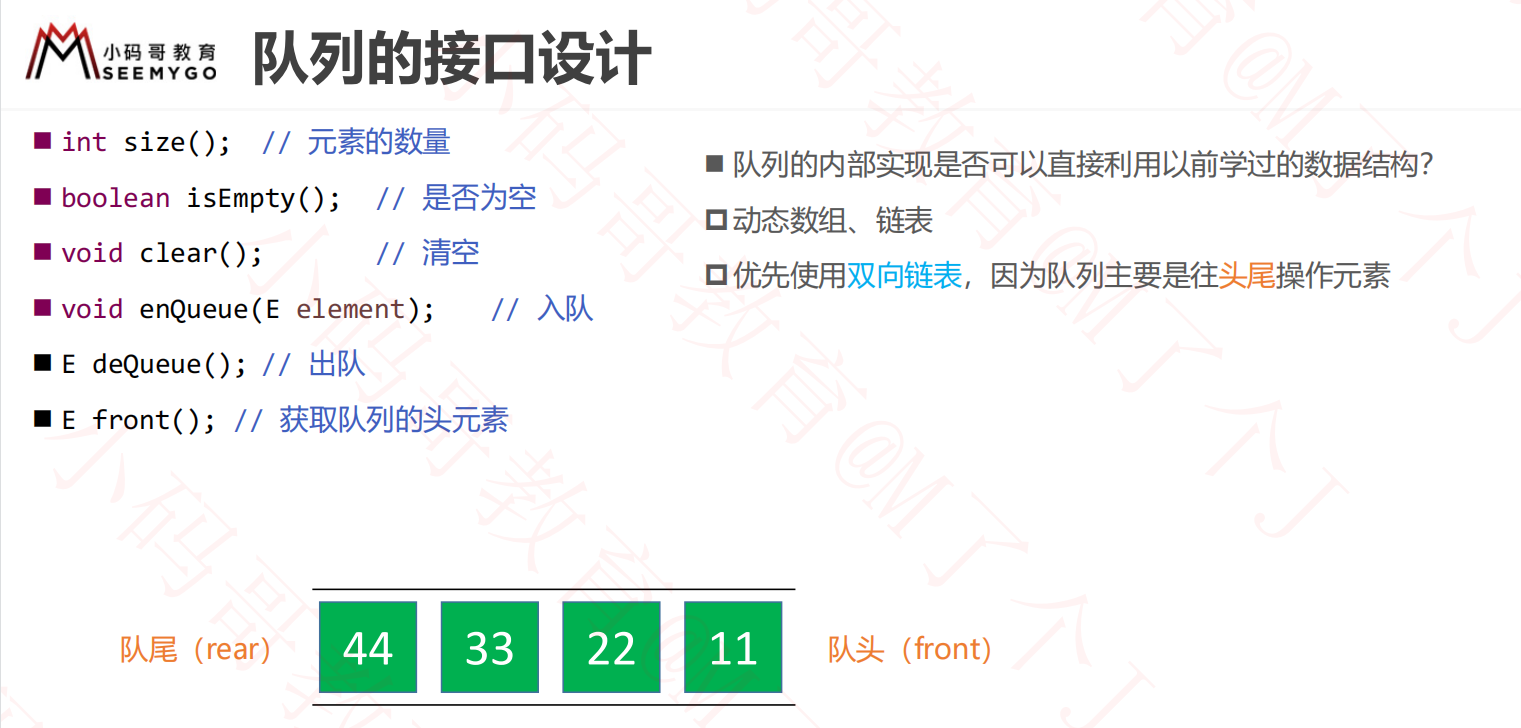 小码哥教育
SEEMYGO
队列的接口设计
■ int size(); // 元素的数量
■ boolean isEmpty(); // 是否为空
■ void clear(); // 清空
■ void enQueue(E element); // 入队
■ E deQueue(); // 出队
■ E front(); // 获取队列的头元素
■ 队列的内部实现是否可以直接利用以前学过的数据结构？
动态数组、链表
优先使用双向链表，因为队列主要是往头尾操作元素
队尾（rear） 44 33 22 11 队头（front）
小码哥教育@M了个J